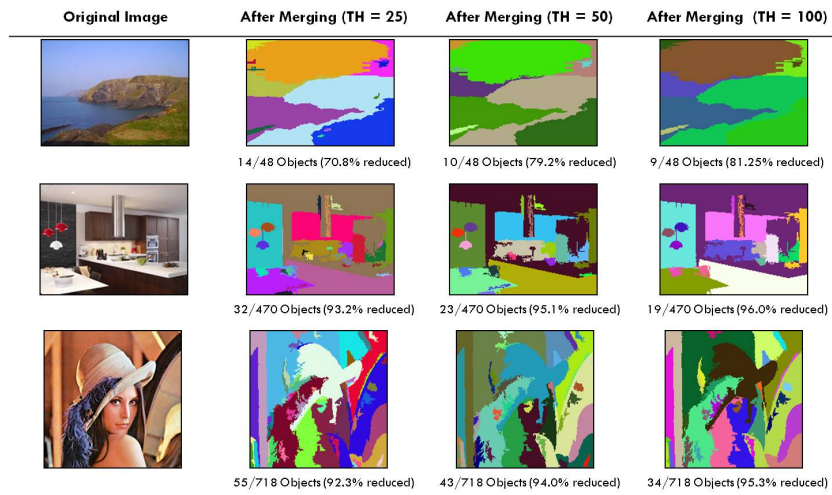 Original Image After Merging (TH = 25) After Merging (TH = 50) After Merging (TH = 100)
14/48 Objects (70.8% reduced) 10/48 Objects (79.2% reduced) 9/48 Objects (81.25% reduced)
32/470 Objects (93.2% reduced) 23/470 Objects (95.1% reduced) 19/470 Objects (96.0% reduced)
55/718 Objects (92.3% reduced) 43/718 Objects (94.0% reduced) 34/718 Objects (95.3% reduced)